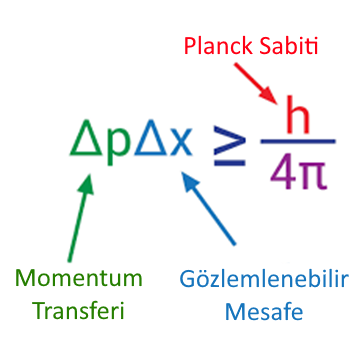 Planck Sabiti
ΔpΔx ≥ h
4π
Momentum
Transferi
Gözlemlenebilir
Mesafe